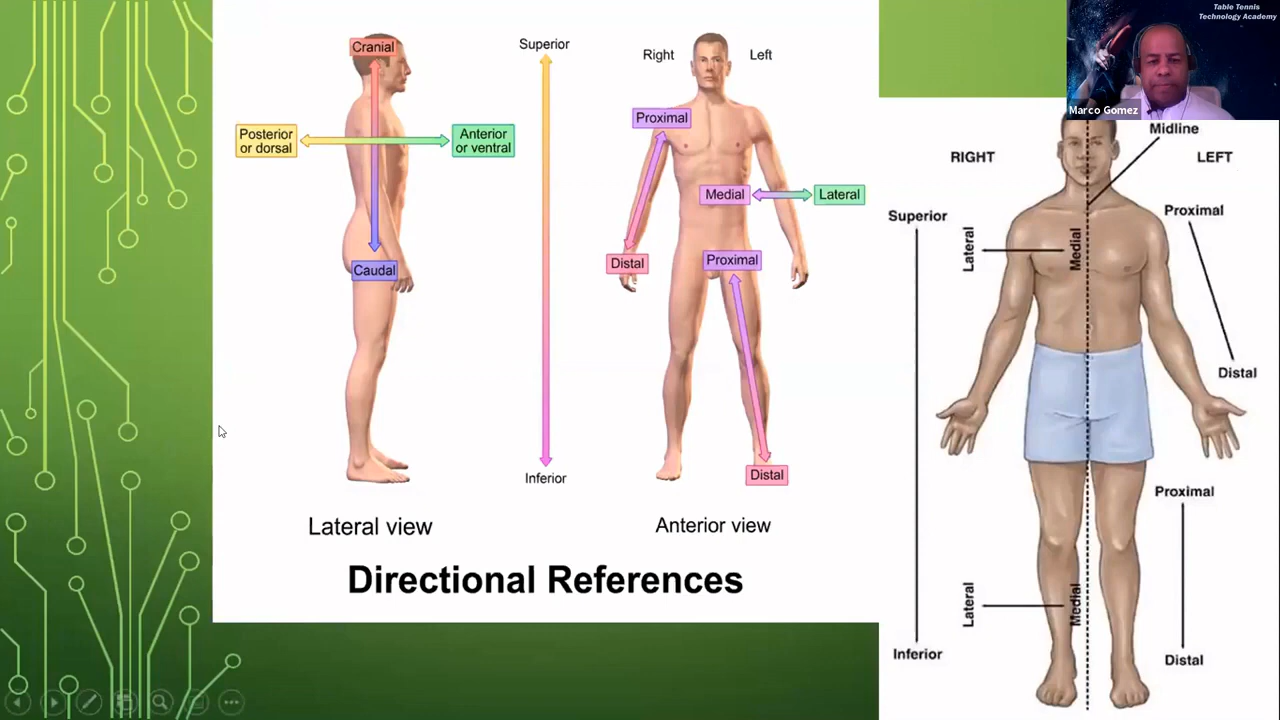 Table Tennis
Technology Academy
Marco Gomez
Cranial
Posterior
or dorsal
Anterior
or ventral
Caudal
Lateral view
Superior
Inferior
Right
Left
Proximal
Medial
Lateral
Distal
Proximal
Distal
Anterior view
Directional References
Midline
RIGHT
LEFT
Superior
Proximal
Lateral
Medial
Distal
Proximal
Lateral
Medial
Inferior
Distal